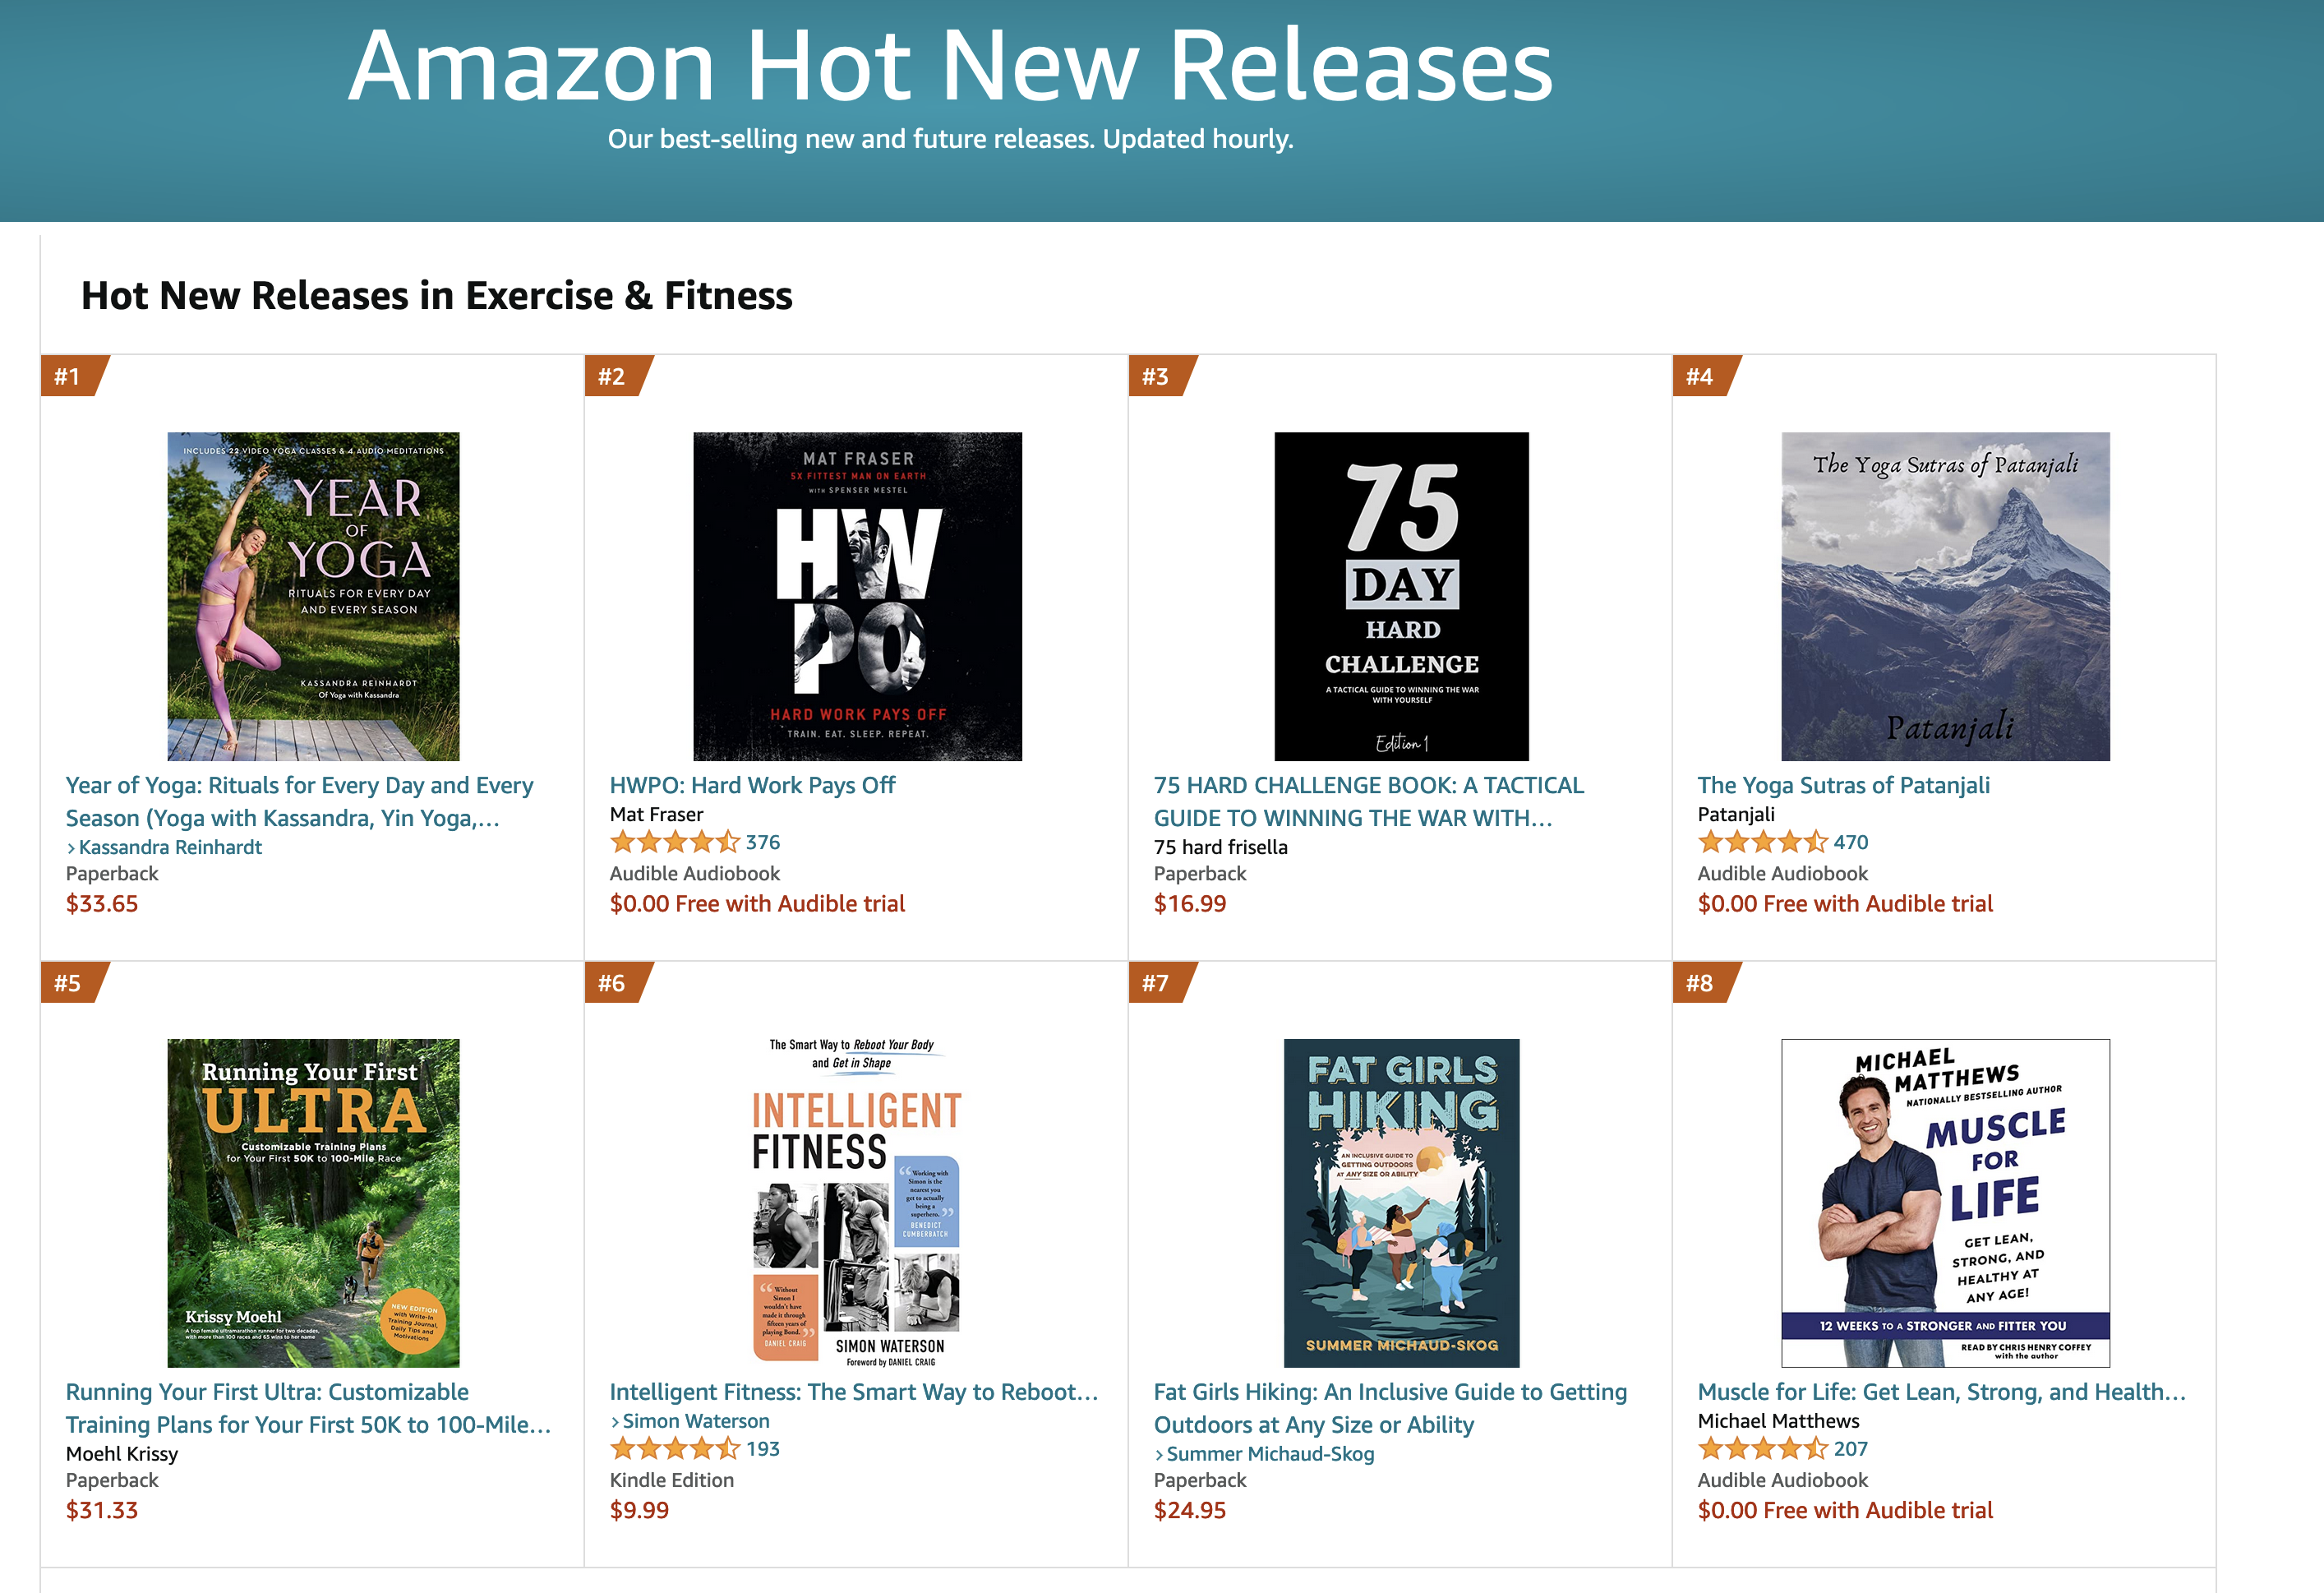 Amazon Hot New Releases
Our best-selling new and future releases. Updated hourly.
Hot New Releases in Exercise & Fitness
#1
INCLUDES 22 VIDEO YOGA CLASSES & 4 AUDIO MEDITATIONS
YEAR
OF
YOGA
RITUALS FOR EVERY DAY
AND EVERY SEASON
KASSANDRA REINHARDT
Of Yoga with Kassandra
Year of Yoga: Rituals for Every Day and Every
Season (Yoga with Kassandra, Yin Yoga,...
› Kassandra Reinhardt
Paperback
$33.65
#2
MAT FRASER
5X FITTEST MAN ON EARTH
WITH SPENSER MESTEL
HW
PO
HARD WORK PAYS OFF
TRAIN. EAT. SLEEP. REPEAT.
HWPO: Hard Work Pays Off
Mat Fraser
376
Audible Audiobook
$0.00 Free with Audible trial
#3
75
DAY
HARD
CHALLENGE
A TACTICAL GUIDE TO WINNING THE WAR
WITH YOURSELF
Edition 1
75 HARD CHALLENGE BOOK: A TACTICAL
GUIDE TO WINNING THE WAR WITH...
75 hard frisella
Paperback
$16.99
#4
The Yoga Sutras of Patanjali
Patanjali
The Yoga Sutras of Patanjali
Patanjali
470
Audible Audiobook
$0.00 Free with Audible trial
#5
Running Your First
ULTRA
Customizable Training Plans
for Your First 50K to 100-Mile Race
Krissy Moehl
A top female ultramarathon runner for two decades,
with more than 100 races and 65 wins to her name
NEW EDITION
with Write-In
Training Journal,
Daily Tips and
Motivations
Running Your First Ultra: Customizable
Training Plans for Your First 50K to 100-Mile...
Moehl Krissy
Paperback
$31.33
#6
The Smart Way to Reboot Your Body
and Get in Shape
INTELLIGENT
FITNESS
“Working with
Simon is the
nearest you
get to actually
being a
superhero.”
BENEDICT
CUMBERBATCH
“Without
Simon I
wouldn't have
made it through
fifteen years of
playing Bond.”
DANIEL CRAIG
SIMON WATERSON
Foreword by DANIEL CRAIG
Intelligent Fitness: The Smart Way to Reboot...
› Simon Waterson
193
Kindle Edition
$9.99
#7
FAT GIRLS
HIKING
AN INCLUSIVE GUIDE TO
GETTING OUTDOORS
AT ANY SIZE OR ABILITY
SUMMER MICHAUD-SKOG
Fat Girls Hiking: An Inclusive Guide to Getting
Outdoors at Any Size or Ability
› Summer Michaud-Skog
Paperback
$24.95
#8
MICHAEL
MATTHEWS
NATIONALLY BESTSELLING AUTHOR
MUSCLE
FOR
LIFE
GET LEAN,
STRONG, AND
HEALTHY AT
ANY AGE!
12 WEEKS TO A STRONGER AND FITTER YOU
READ BY CHRIS HENRY COFFEY
with the author
Muscle for Life: Get Lean, Strong, and Health...
Michael Matthews
207
Audible Audiobook
$0.00 Free with Audible trial